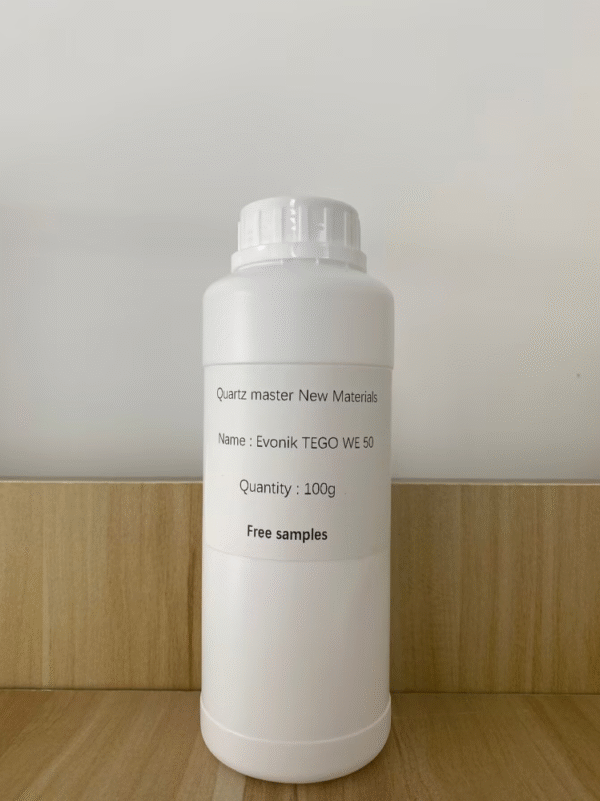 Quartz master New Materials
Name : Evonik TEGO WE 50
Quantity : 100g
Free samples